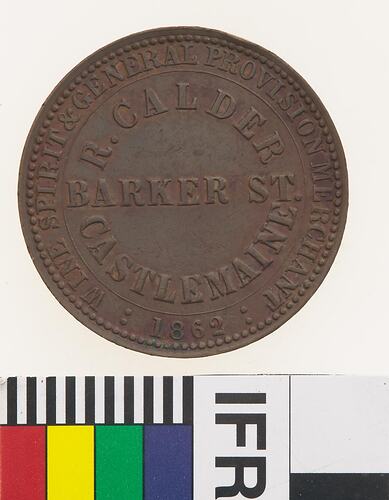 WINE SPIRIT & GENERAL PROVISION MERCHANT
R. CALDER
BARKER ST.
CASTLEMAINE
: 1862 :
IFR